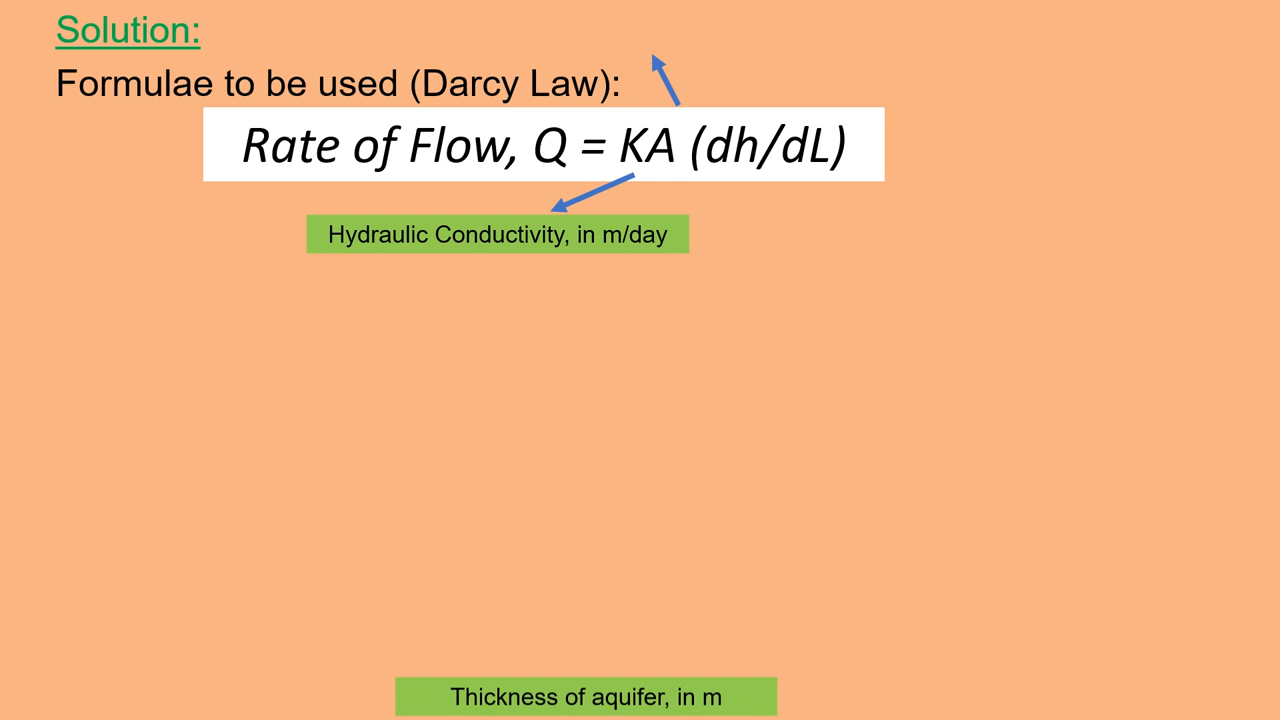 Solution:
Formulae to be used (Darcy Law):
Rate of Flow, Q = KA (dh/dL)
Hydraulic Conductivity, in m/day
Thickness of aquifer, in m